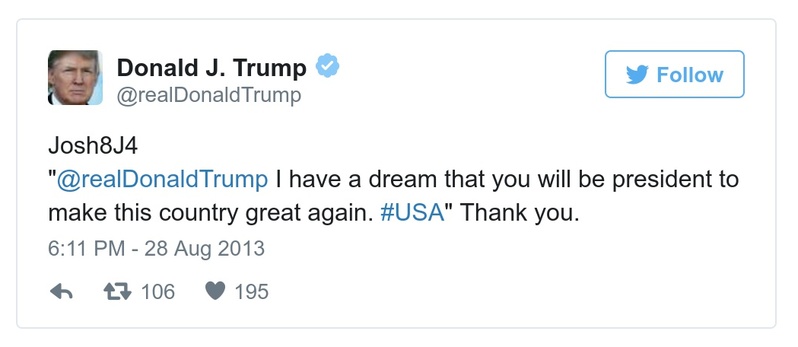 Donald J. Trump
@realDonaldTrump
Follow
Josh8J4
"@realDonaldTrump I have a dream that you will be president to
make this country great again. #USA" Thank you.
6:11 PM - 28 Aug 2013
106 195